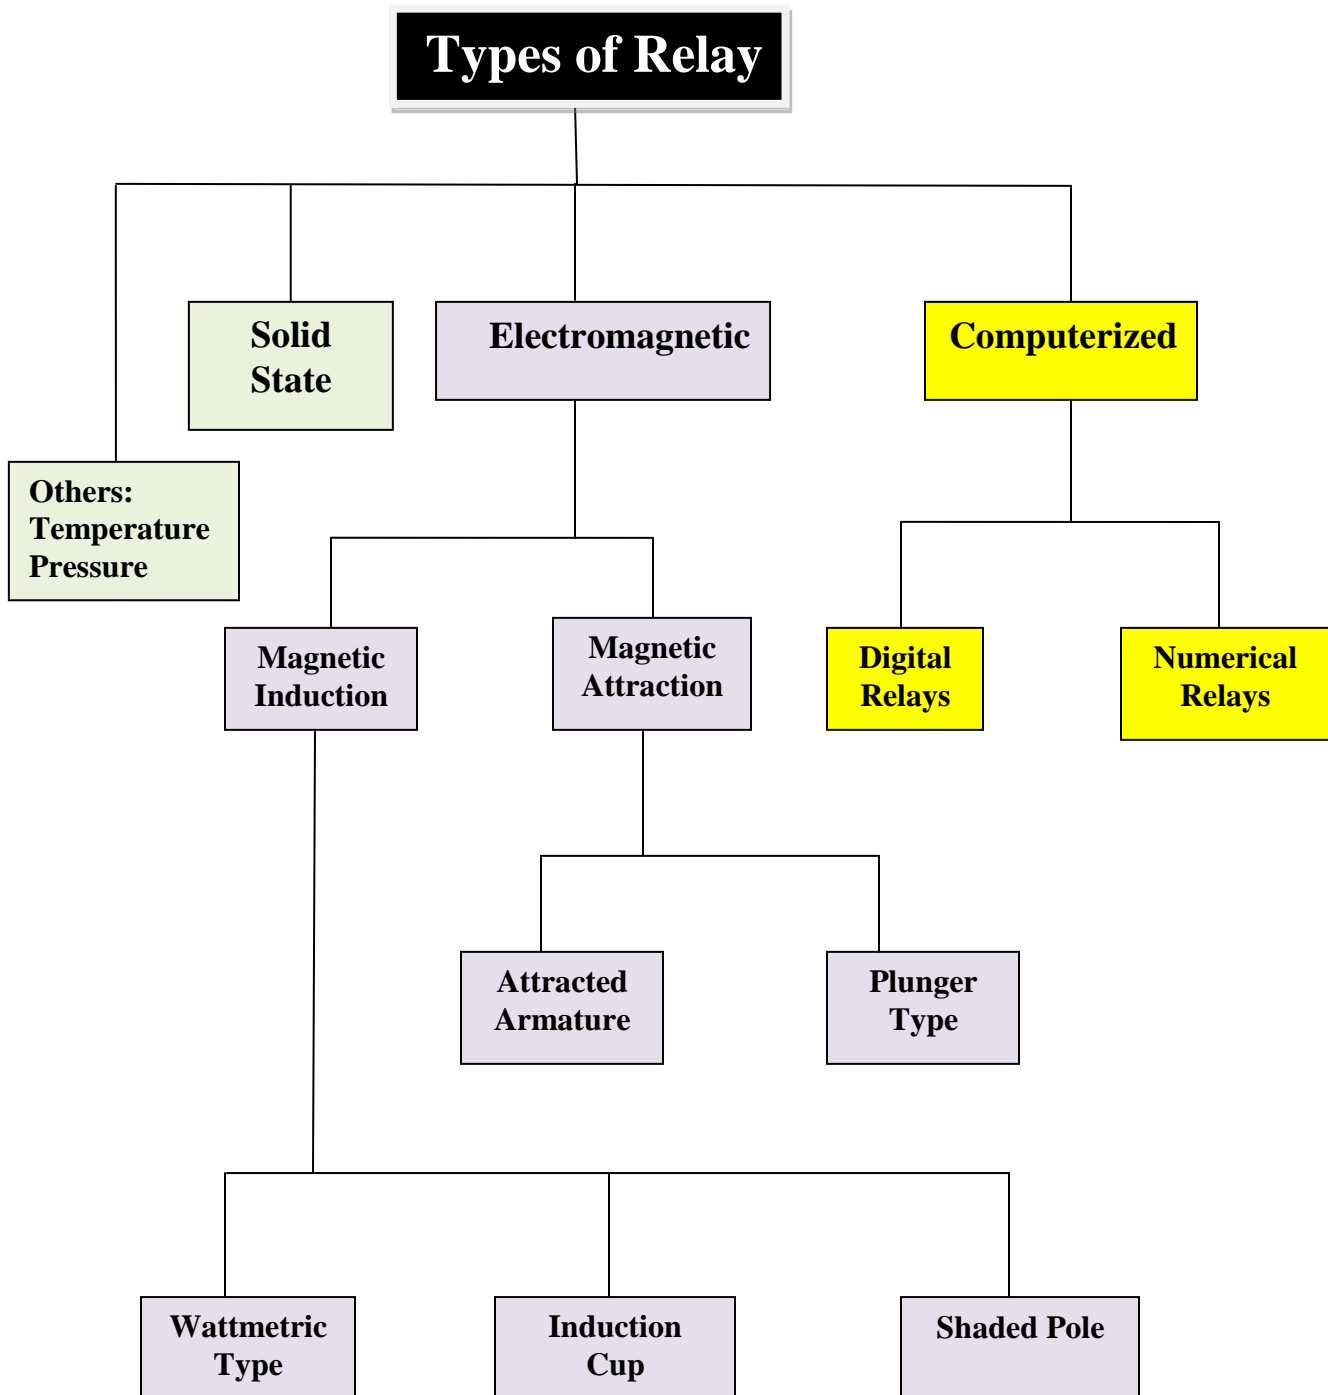 Types of Relay
Solid
State
Electromagnetic
Computerized
Others:
Temperature
Pressure
Magnetic
Induction
Magnetic
Attraction
Digital
Relays
Numerical
Relays
Attracted
Armature
Plunger
Type
Wattmetric
Type
Induction
Cup
Shaded Pole